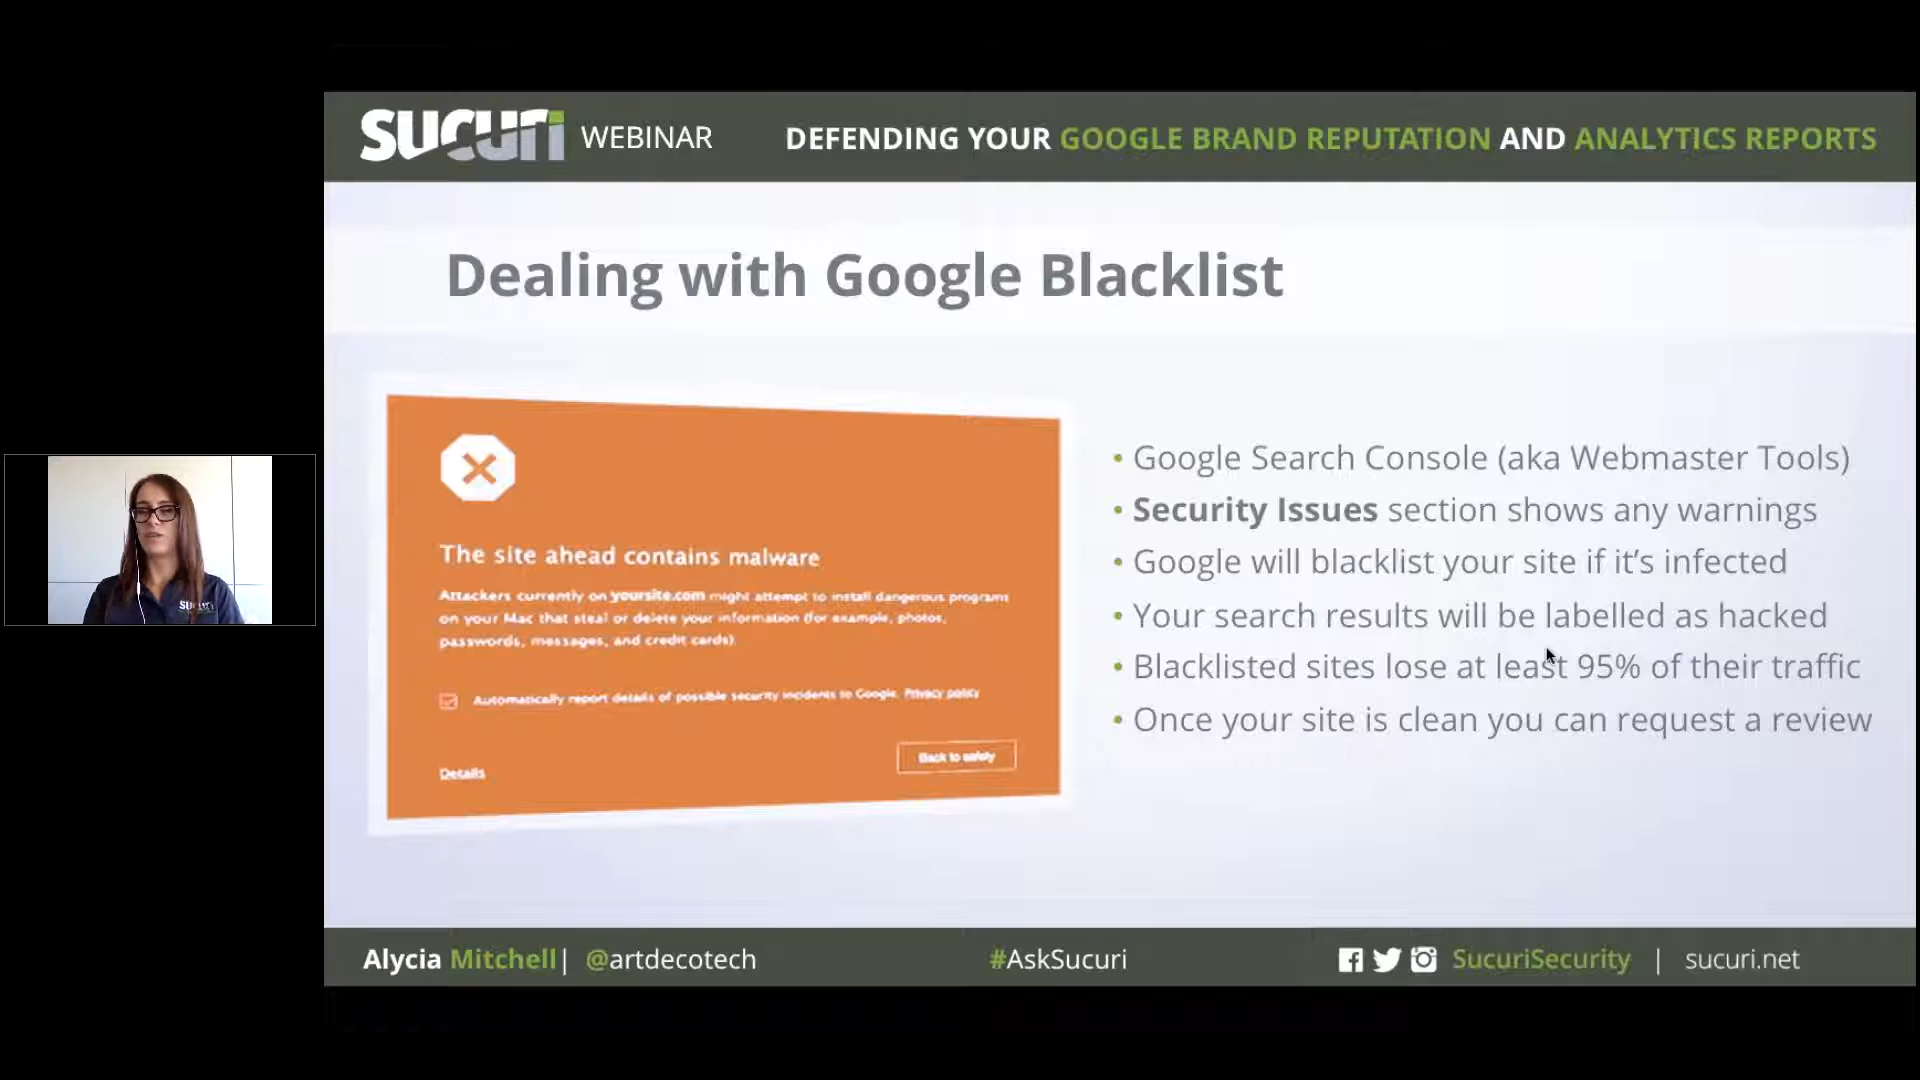 sucuri WEBINAR
DEFENDING YOUR GOOGLE BRAND REPUTATION AND ANALYTICS REPORTS
Dealing with Google Blacklist
The site ahead contains malware
Attackers currently on yoursite.com might attempt to install dangerous programs
on your Mac that steal or delete your information (for example, photos,
passwords, messages, and credit cards).
Automatically report details of possible security incidents to Google. Privacy policy
Back to safety
Details
• Google Search Console (aka Webmaster Tools)
• Security Issues section shows any warnings
• Google will blacklist your site if it's infected
• Your search results will be labelled as hacked
• Blacklisted sites lose at least 95% of their traffic
• Once your site is clean you can request a review
sucuri
Alycia Mitchell | @artdecotech
#AskSucuri
SucuriSecurity | sucuri.net